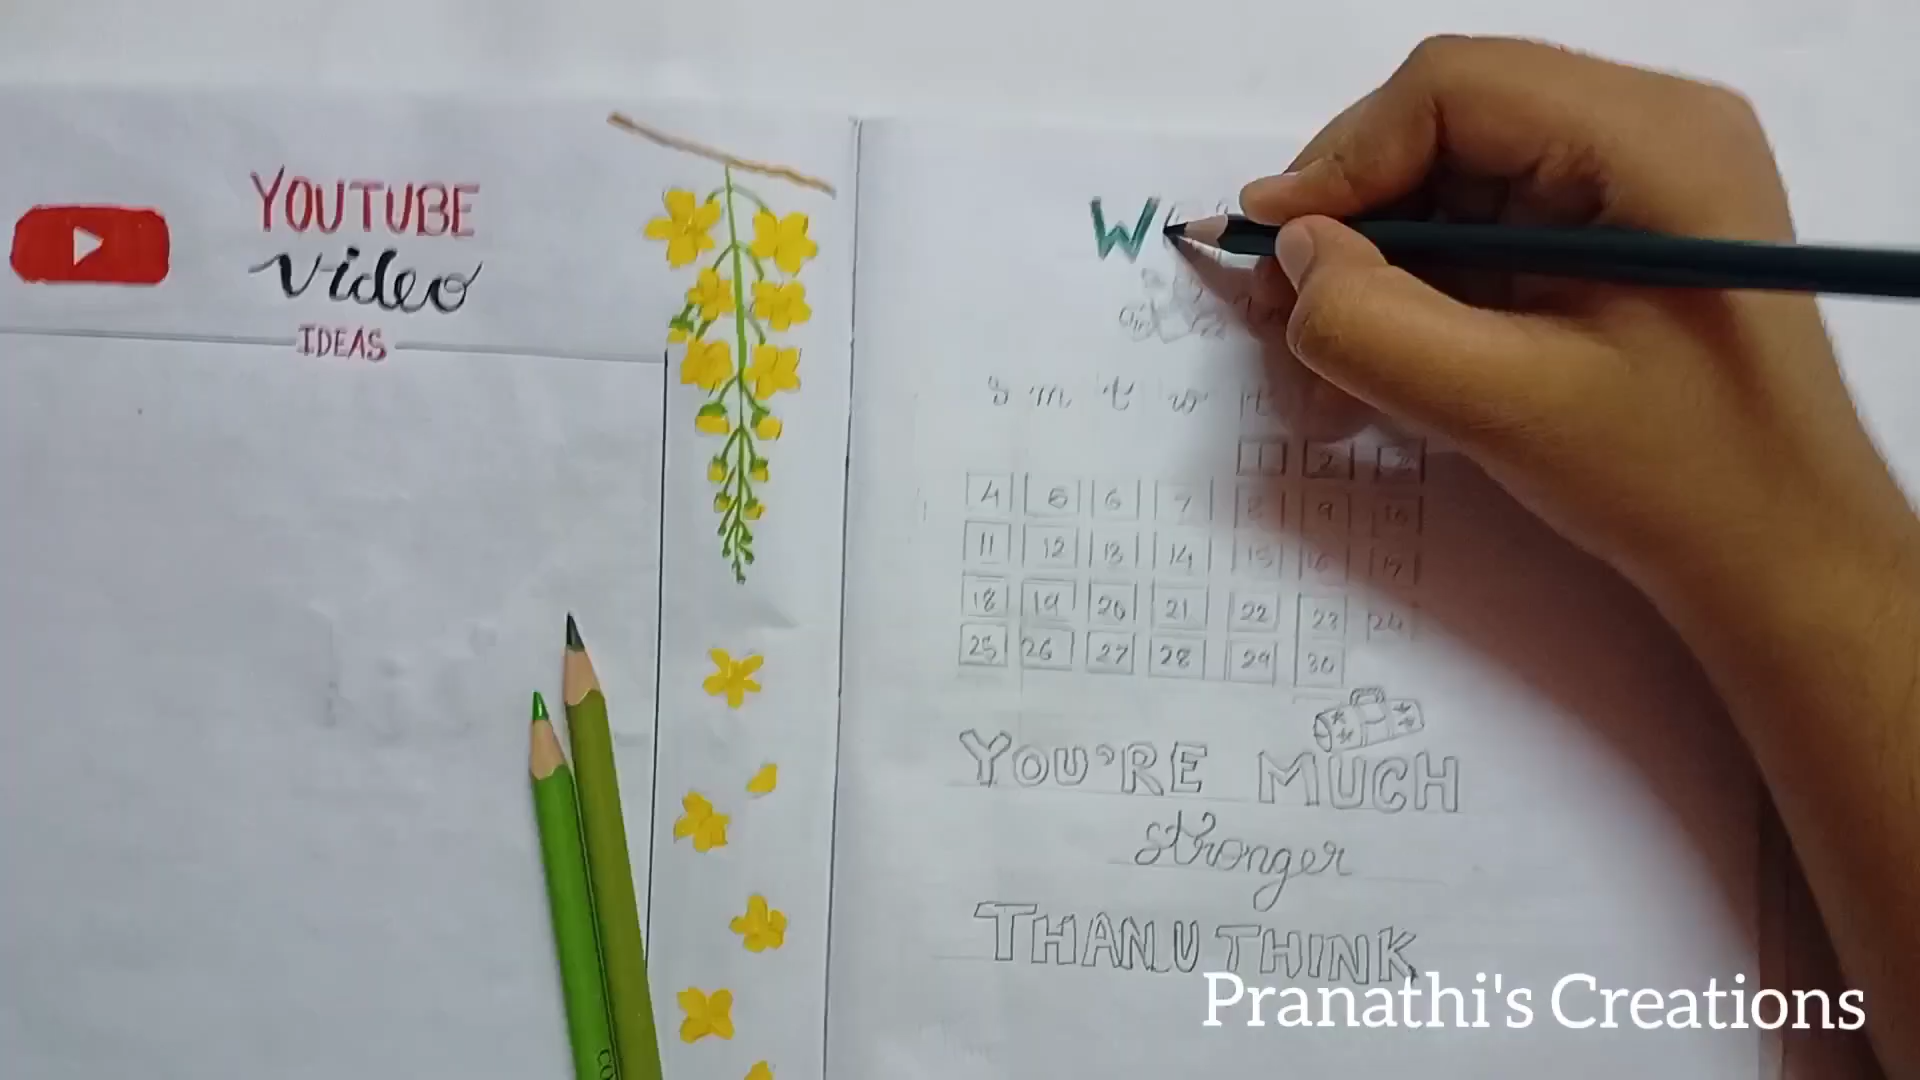 YOUTUBE
video
IDEAS
W
s m t w t
1 2 3
4 5 6 7 8 9 10
11 12 13 14 15 16 17
18 19 20 21 22 23 24
25 26 27 28 29 30
YOU'RE MUCH
stronger
THAN U THINK
Pranathi's Creations